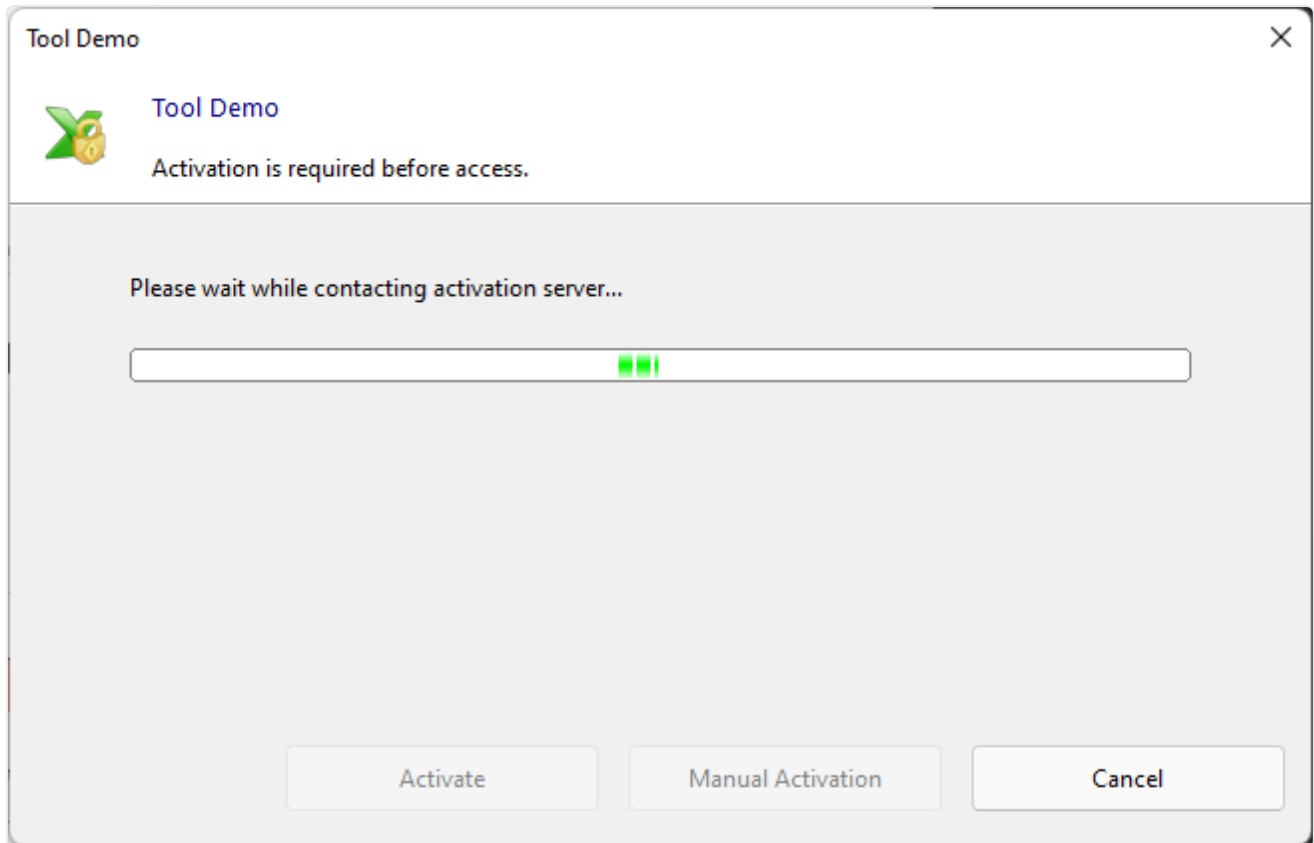 Tool Demo
Tool Demo
Activation is required before access.
Please wait while contacting activation server...
Activate
Manual Activation
Cancel